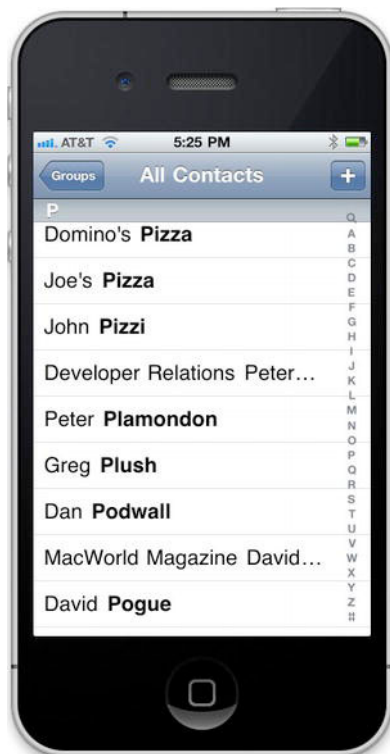 AT&T 5:25 PM
Groups All Contacts +
P
Domino's Pizza
Joe's Pizza
John Pizzi
Developer Relations Peter…
Peter Plamondon
Greg Plush
Dan Podwall
MacWorld Magazine David…
David Pogue
A
B
C
D
E
F
G
H
I
J
K
L
M
N
O
P
Q
R
S
T
U
V
W
X
Y
Z
#